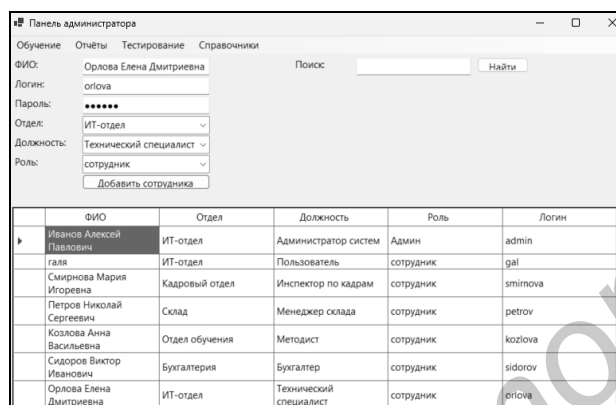 Панель администратора
Обучение Отчёты Тестирование Справочники
ФИО: Орлова Елена Дмитриевна Поиск: Найти
Логин: orlova
Пароль: ●●●●●●
Отдел: ИТ-отдел
Должность: Технический специалист
Роль: сотрудник
Добавить сотрудника
ФИО Отдел Должность Роль Логин
Иванов Алексей
Павлович ИТ-отдел Администратор систем Админ admin
галя ИТ-отдел Пользователь сотрудник gal
Смирнова Мария
Игоревна Кадровый отдел Инспектор по кадрам сотрудник smirnova
Петров Николай
Сергеевич Склад Менеджер склада сотрудник petrov
Козлова Анна
Васильевна Отдел обучения Методист сотрудник kozlova
Сидоров Виктор
Иванович Бухгалтерия Бухгалтер сотрудник sidorov
Орлова Елена
Дмитриевна ИТ-отдел Технический
специалист сотрудник orlova